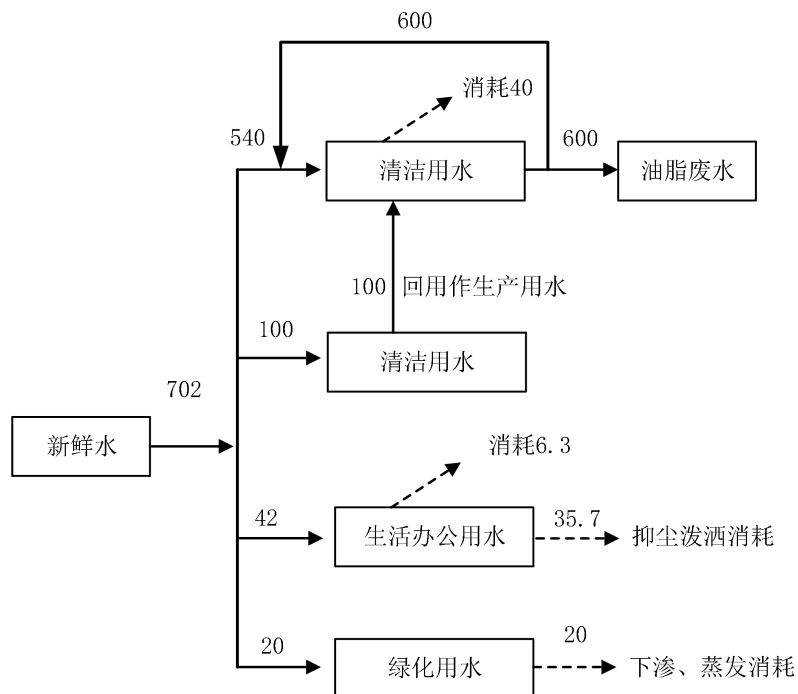 600
消耗40
540
清洁用水
600
油脂废水
100
回用作生产用水
100
清洁用水
702
新鲜水
消耗6.3
42
生活办公用水
35.7
抑尘泼洒消耗
20
绿化用水
20
下渗、蒸发消耗